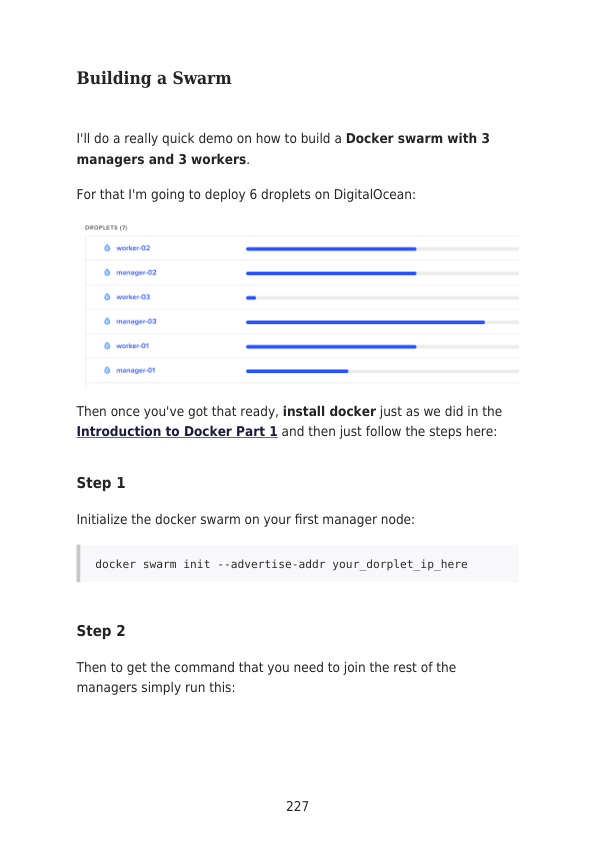 Building a Swarm
I'll do a really quick demo on how to build a Docker swarm with 3
managers and 3 workers.
For that I'm going to deploy 6 droplets on DigitalOcean:
DROPLETS (7)
worker-02
manager-02
worker-03
manager-03
worker-01
manager-01
Then once you've got that ready, install docker just as we did in the
Introduction to Docker Part 1 and then just follow the steps here:
Step 1
Initialize the docker swarm on your first manager node:
docker swarm init --advertise-addr your_dorplet_ip_here
Step 2
Then to get the command that you need to join the rest of the
managers simply run this:
227